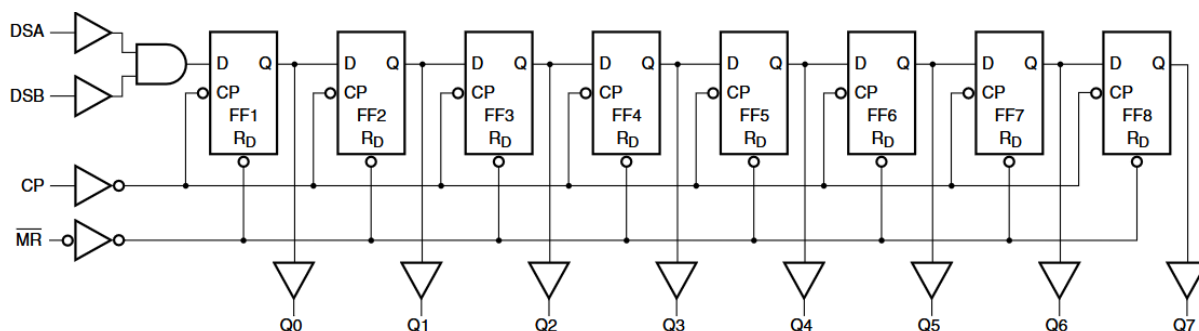 DSA
D Q D Q D Q D Q D Q D Q D Q D Q
DSB
CP CP CP CP CP CP CP CP
FF1 FF2 FF3 FF4 FF5 FF6 FF7 FF8
RD RD RD RD RD RD RD RD
CP
MR
Q0 Q1 Q2 Q3 Q4 Q5 Q6 Q7